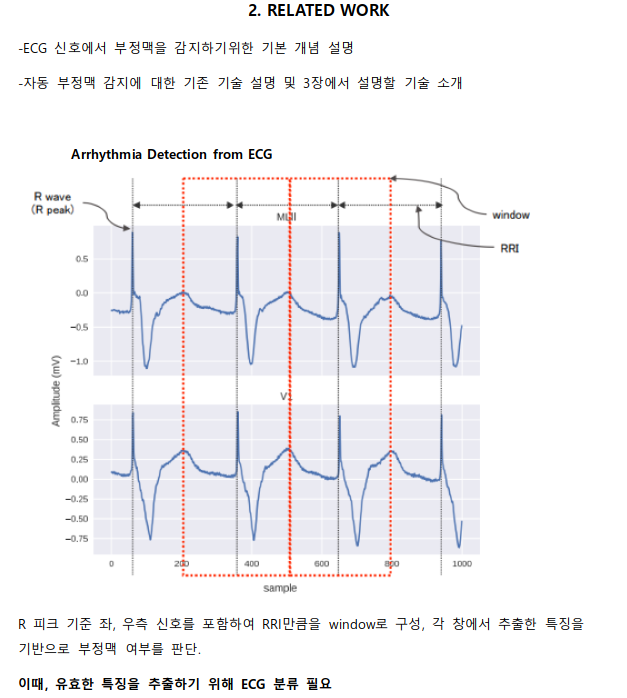 2. RELATED WORK
-ECG 신호에서 부정맥을 감지하기위한 기본 개념 설명
-자동 부정맥 감지에 대한 기존 기술 설명 및 3장에서 설명할 기술 소개
Arrhythmia Detection from ECG
R wave
(R peak)
window
MLII
RRI
0.5
0.0
−0.5
−1.0
Amplitude (mV)
V1
0.75
0.50
0.25
0.00
−0.25
−0.50
−0.75
0 200 400 600 800 1000
sample
R 피크 기준 좌, 우측 신호를 포함하여 RRI만큼을 window로 구성, 각 창에서 추출한 특징을
기반으로 부정맥 여부를 판단.
이때, 유효한 특징을 추출하기 위해 ECG 분류 필요